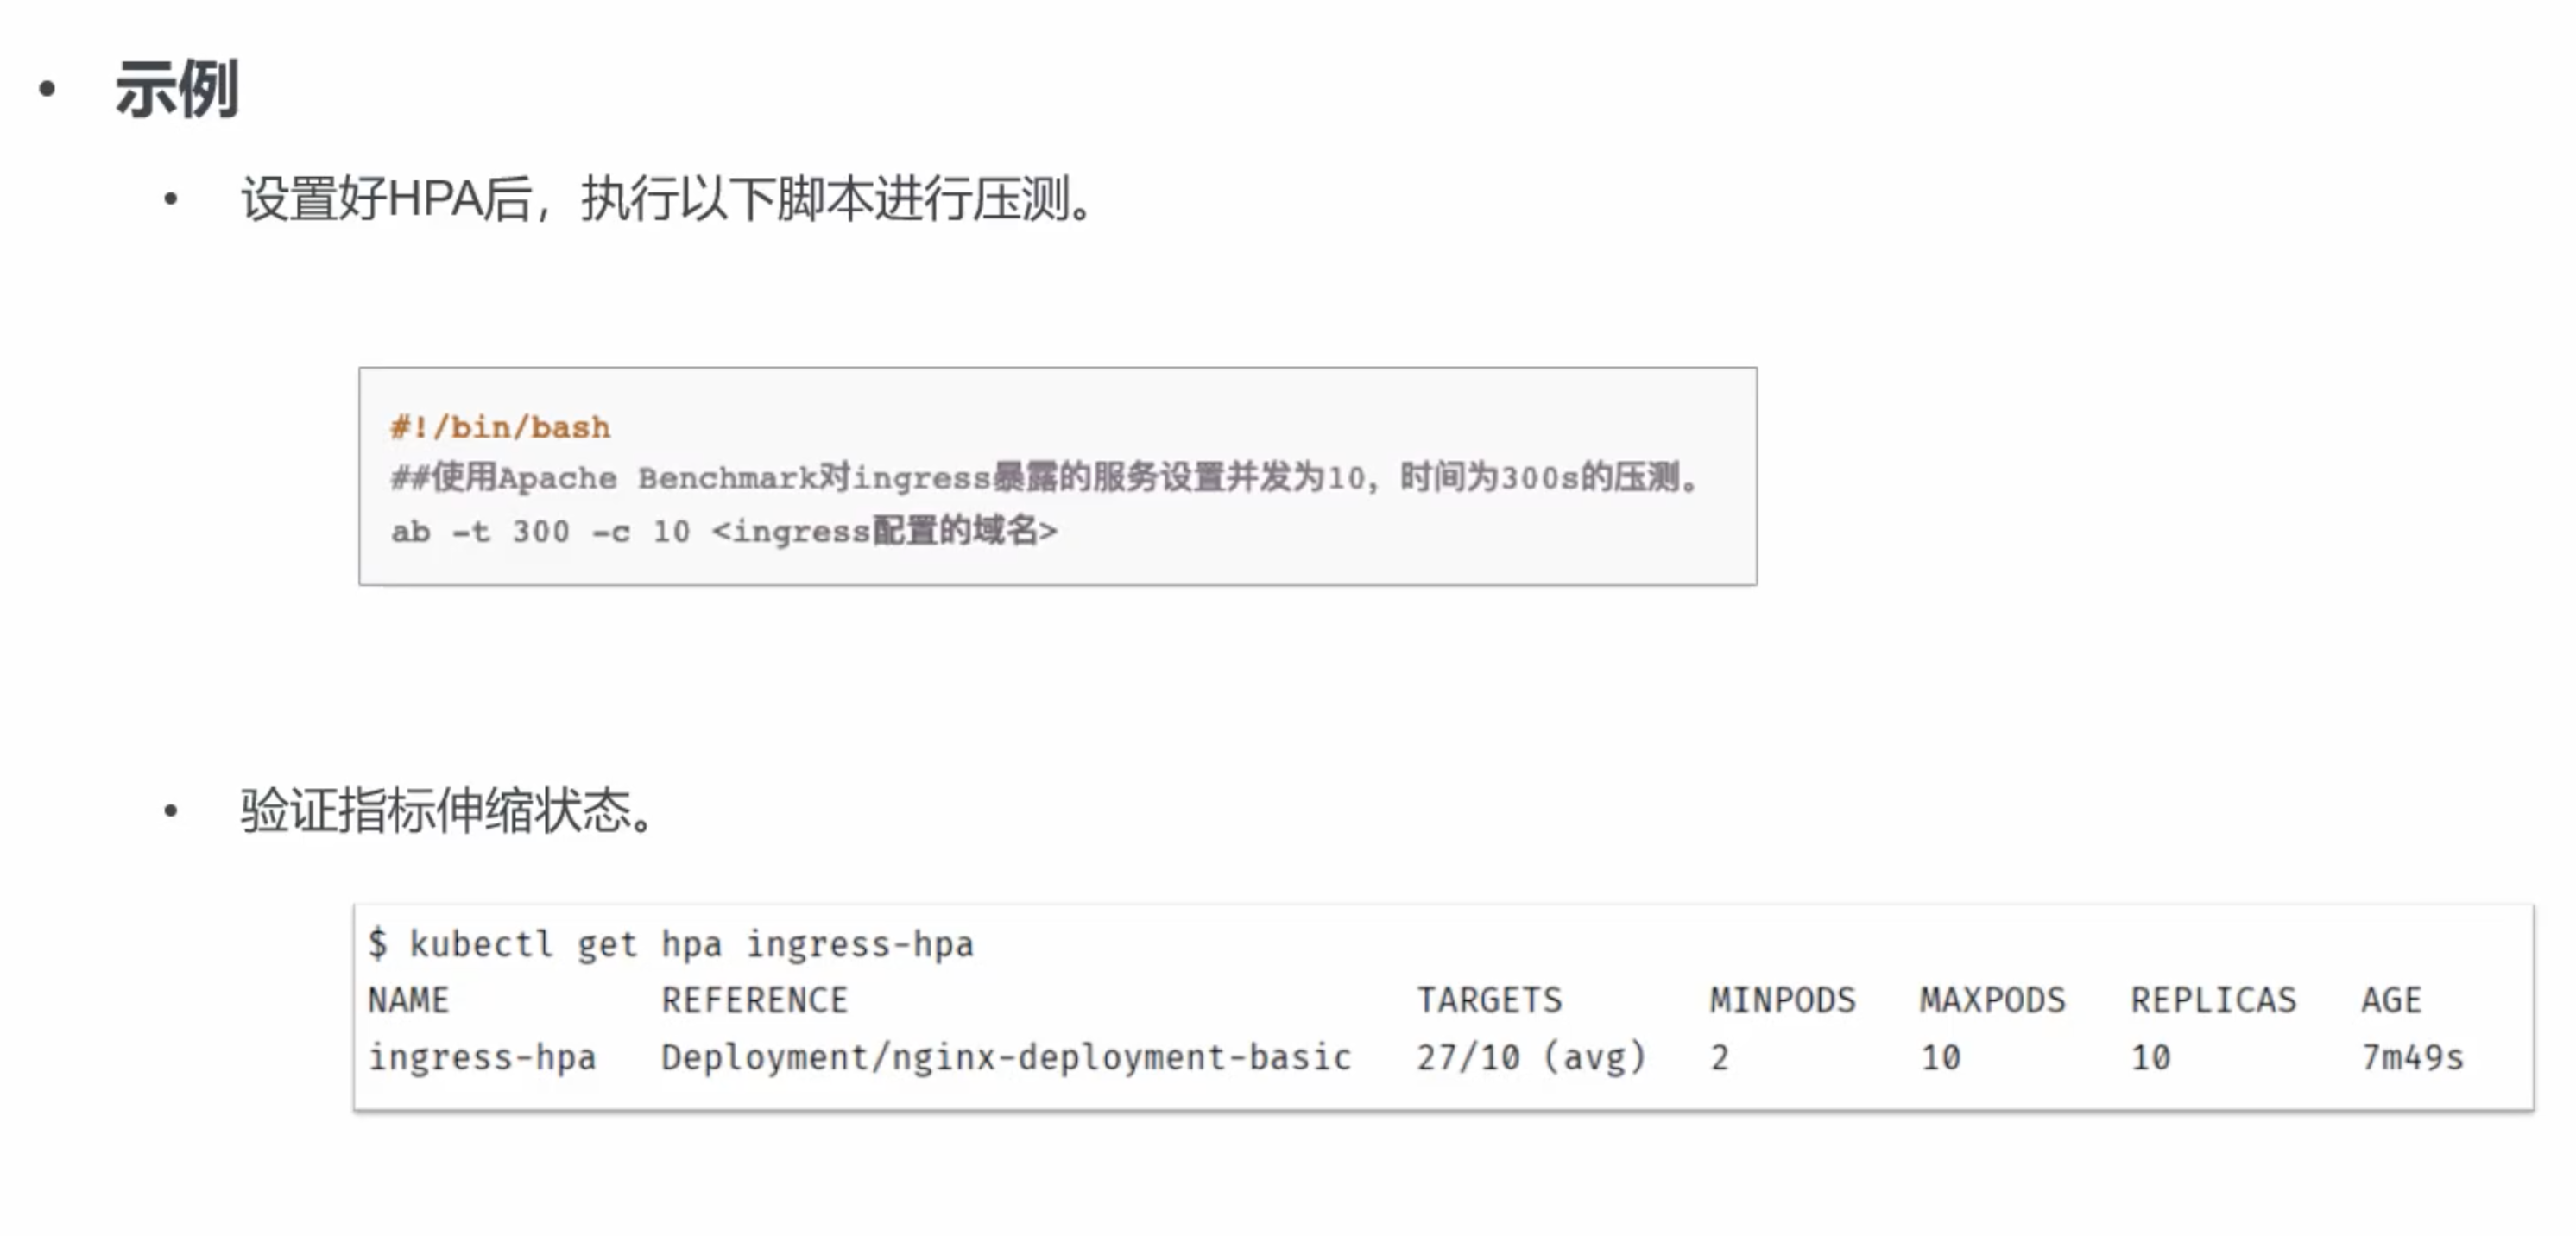 示例
设置好HPA后，执行以下脚本进行压测。
#!/bin/bash
##使用Apache Benchmark对ingress暴露的服务设置并发为10，时间为300s的压测。
ab -t 300 -c 10 <ingress配置的域名>
验证指标伸缩状态。
$ kubectl get hpa ingress-hpa
NAME REFERENCE TARGETS MINPODS MAXPODS REPLICAS AGE
ingress-hpa Deployment/nginx-deployment-basic 27/10 (avg) 2 10 10 7m49s